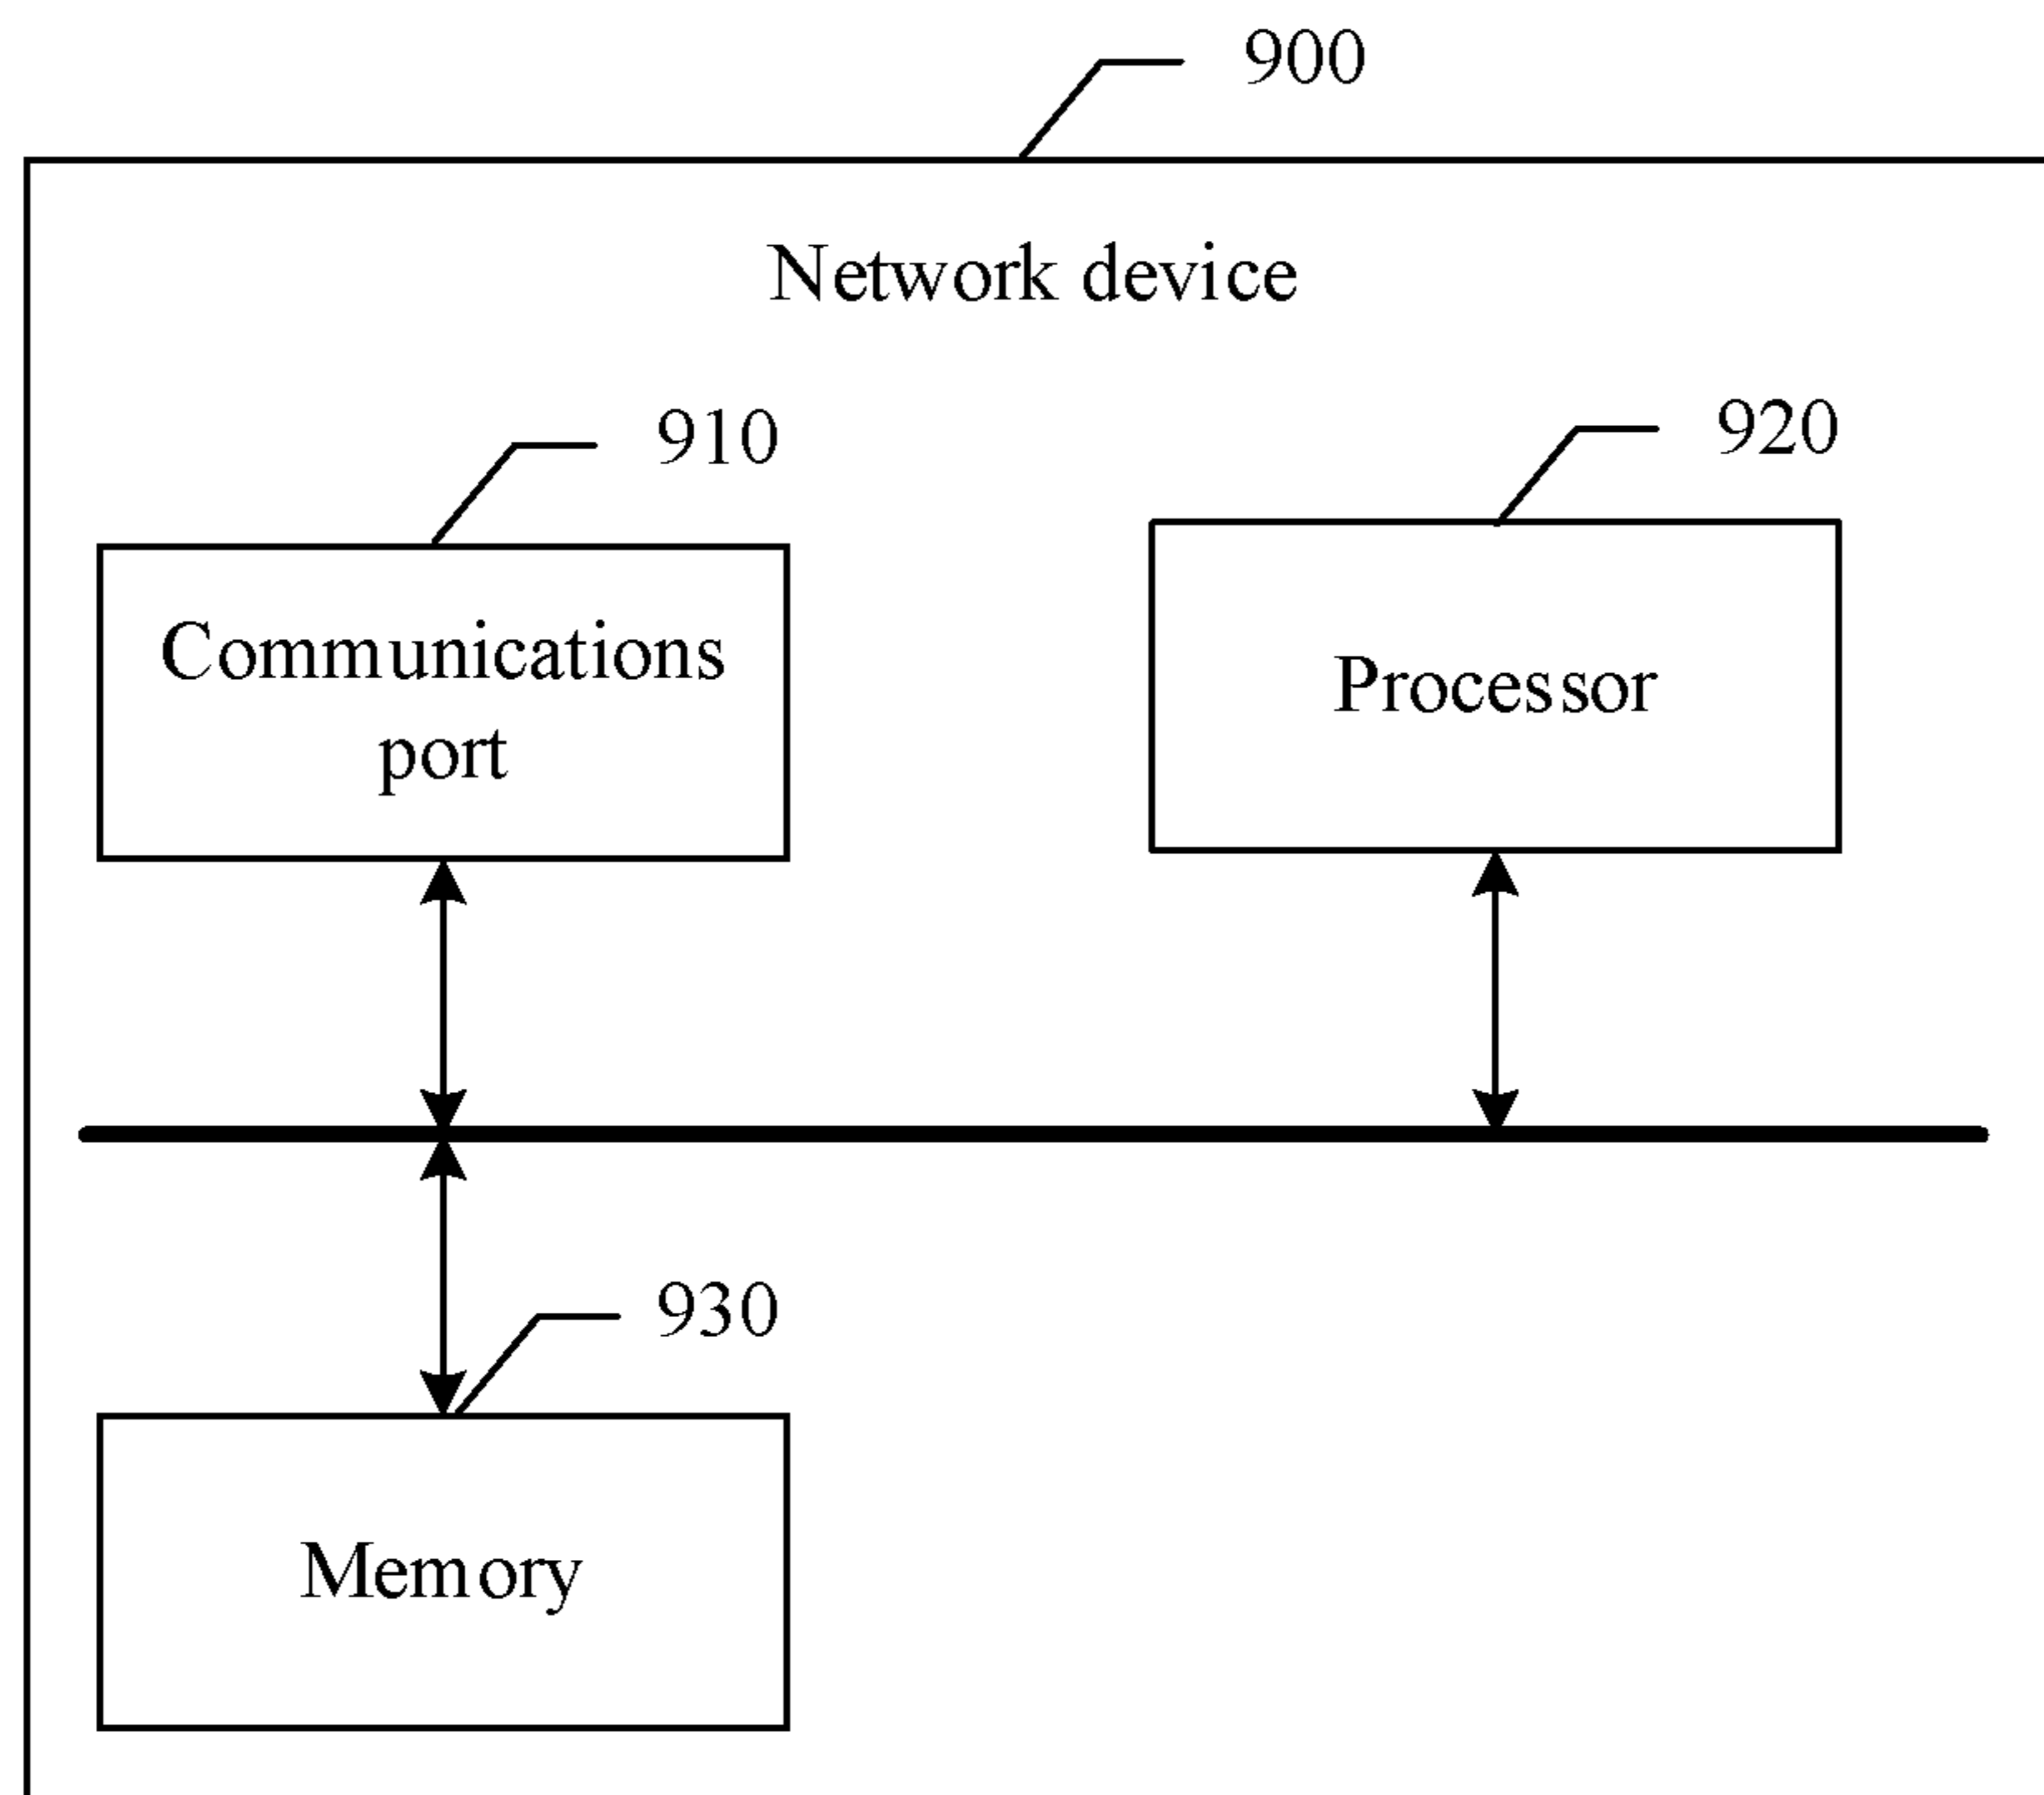 900
Network device
910
920
Communications
port
Processor
930
Memory